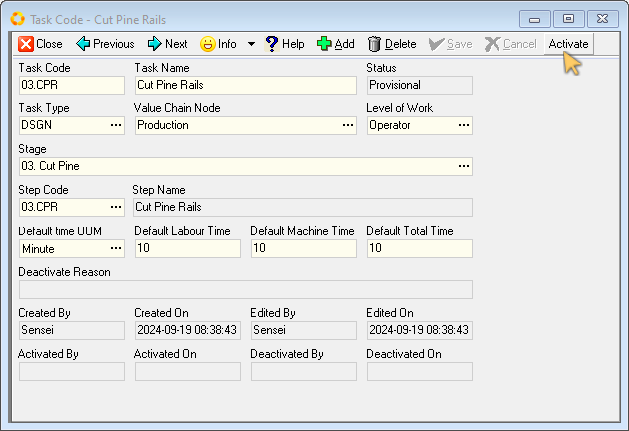 Task Code - Cut Pine Rails
Close Previous Next Info Help Add Delete Save Cancel Activate
Task Code Task Name Status
03.CPR Cut Pine Rails Provisional
Task Type Value Chain Node Level of Work
DSGN ... Production ... Operator ...
Stage
03. Cut Pine ...
Step Code Step Name
03.CPR ... Cut Pine Rails
Default time UUM Default Labour Time Default Machine Time Default Total Time
Minute ... 10 10 10
Deactivate Reason
Created By Created On Edited By Edited On
Sensei 2024-09-19 08:38:43 Sensei 2024-09-19 08:38:43
Activated By Activated On Deactivated By Deactivated On